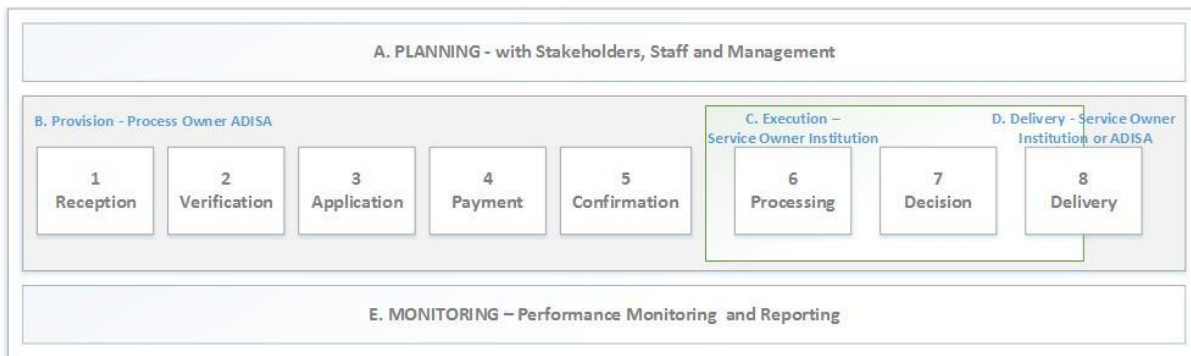 A. PLANNING - with Stakeholders, Staff and Management
B. Provision - Process Owner ADISA
C. Execution –
Service Owner Institution
D. Delivery - Service Owner
Institution or ADISA
1
Reception
2
Verification
3
Application
4
Payment
5
Confirmation
6
Processing
7
Decision
8
Delivery
E. MONITORING – Performance Monitoring and Reporting